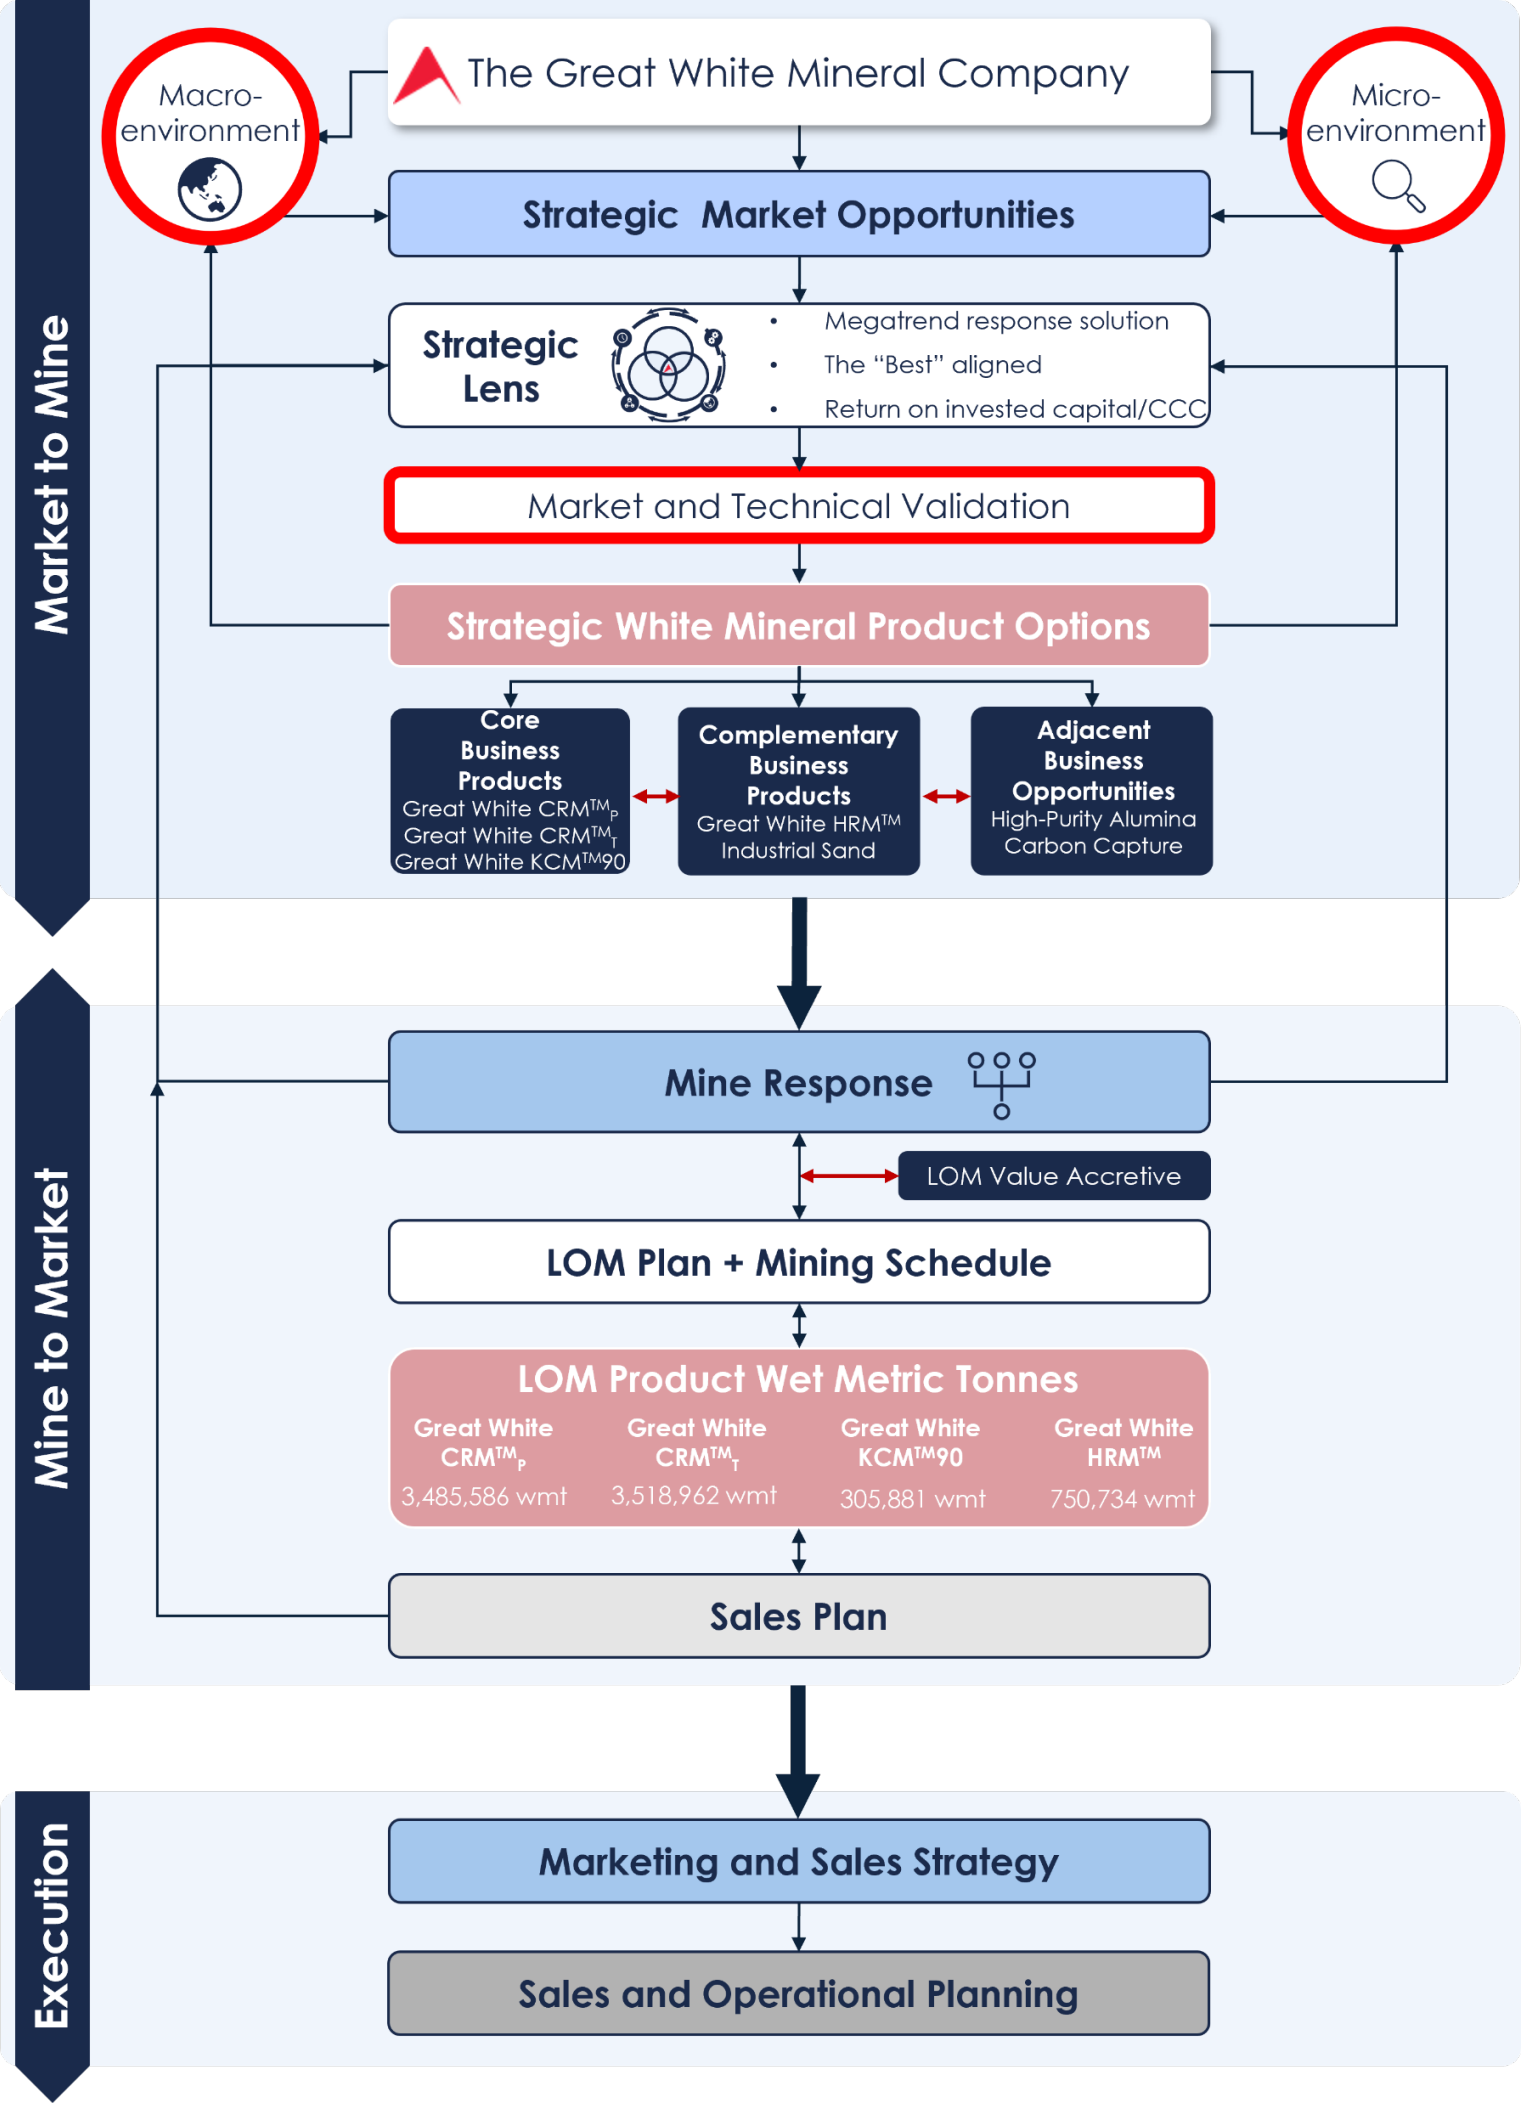 The Great White Mineral Company
Macro-
environment
Micro-
environment
Strategic Market Opportunities
Strategic
Lens
• Megatrend response solution
• The “Best” aligned
• Return on invested capital/CCC
Market and Technical Validation
Strategic White Mineral Product Options
Core
Business
Products
Great White CRM™P
Great White CRM™T
Great White KCM™90
Complementary
Business
Products
Great White HRM™
Industrial Sand
Adjacent
Business
Opportunities
High-Purity Alumina
Carbon Capture
Market to Mine
Mine Response
LOM Value Accretive
LOM Plan + Mining Schedule
LOM Product Wet Metric Tonnes
Great White
CRM™P
3,485,586 wmt
Great White
CRM™T
3,518,962 wmt
Great White
KCM™90
305,881 wmt
Great White
HRM™
750,734 wmt
Sales Plan
Mine to Market
Marketing and Sales Strategy
Sales and Operational Planning
Execution